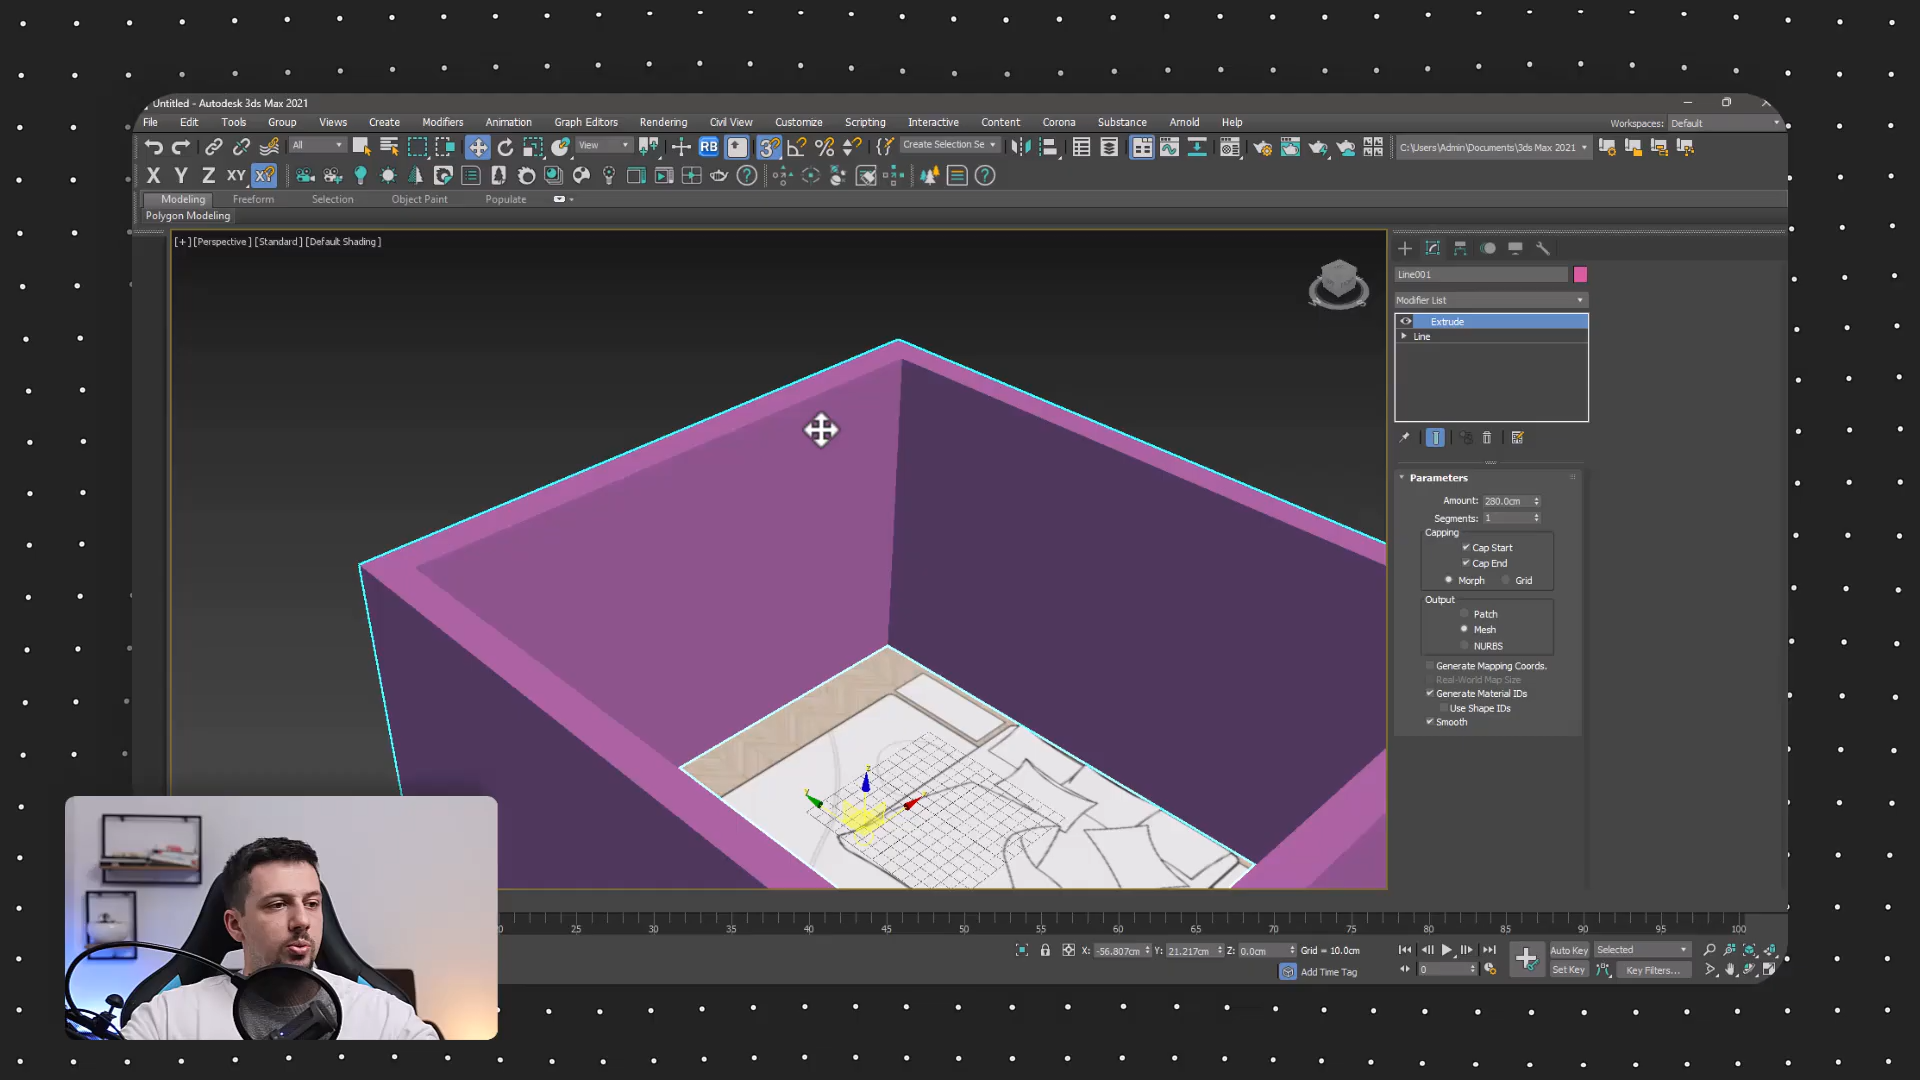 Untitled - Autodesk 3ds Max 2021
File Edit Tools Group Views Create Modifiers Animation Graph Editors Rendering Civil View Customize Scripting Interactive Content Corona Substance Arnold Help
Workspaces: Default
All View RB Create Selection Se C:\Users\Admin\Documents\3ds Max 2021
X Y Z XY
Modeling Freeform Selection Object Paint Populate
Polygon Modeling
[+] [Perspective] [Standard] [Default Shading]
Line001
Modifier List
Extrude
Line
Parameters
Amount: 280.0cm
Segments: 1
Capping
Cap Start
Cap End
Morph Grid
Output
Patch
Mesh
NURBS
Generate Mapping Coords.
Real-World Map Size
Generate Material IDs
Use Shape IDs
Smooth
25 30 35 40 45 50 55 60 65 70 75 80 85 90 95 100
X: -56.807cm Y: 21.217cm Z: 0.0cm Grid = 10.0cm
Auto Key Selected
Add Time Tag
0
Set Key Key Filters...